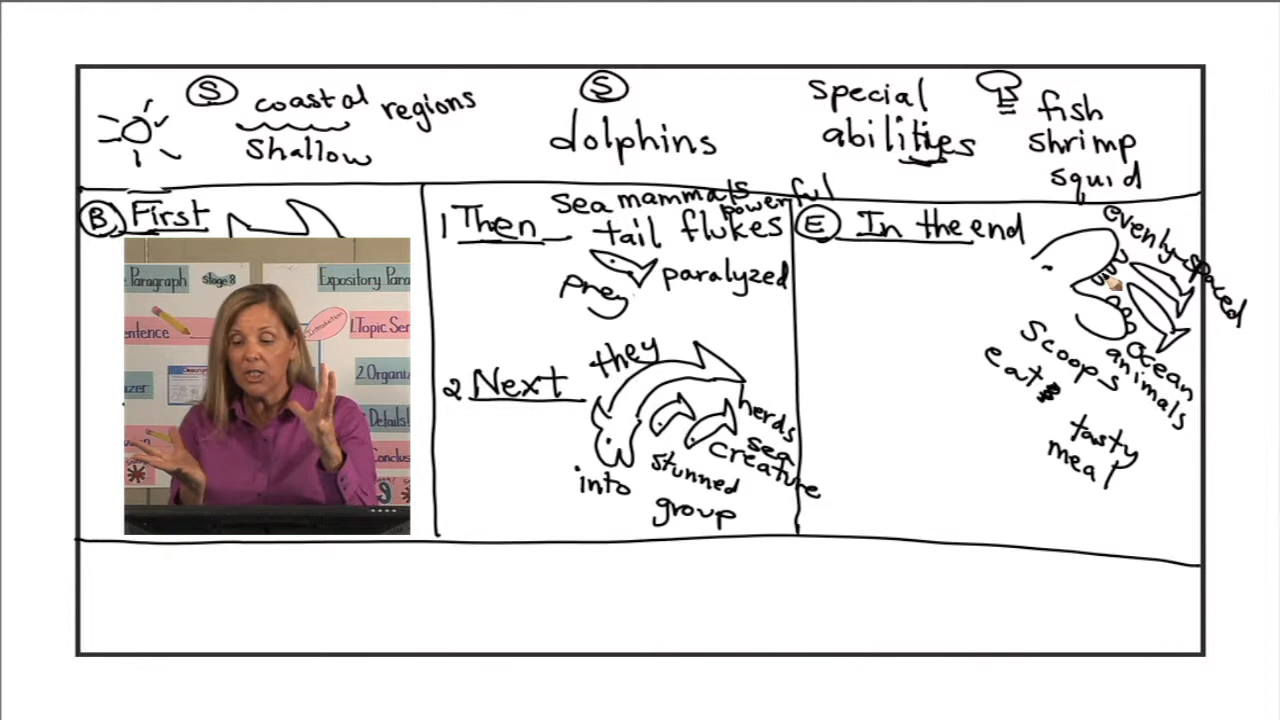 S coastal regions
shallow
S
dolphins
special
abilities
fish
shrimp
squid
B First
1 Then
sea mammals
powerful
tail flukes
prey
paralyzed
2 Next
they
herds
sea
creature
into
stunned
group
E In the end
evenly-spaced
scoops
eats
ocean
animals
tasty
meal
e Paragraph
Stage 8
Expository Para
entence
Introduction
1.Topic Sen
2.Organiz
Details!
Conclus